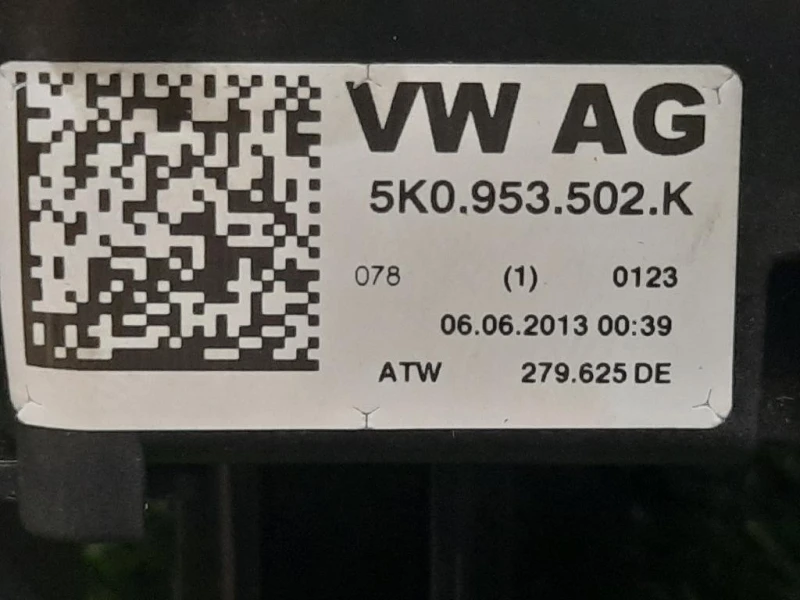 VW AG
5K0.953.502.K
078 (1) 0123
06.06.2013 00:39
ATW 279.625 DE